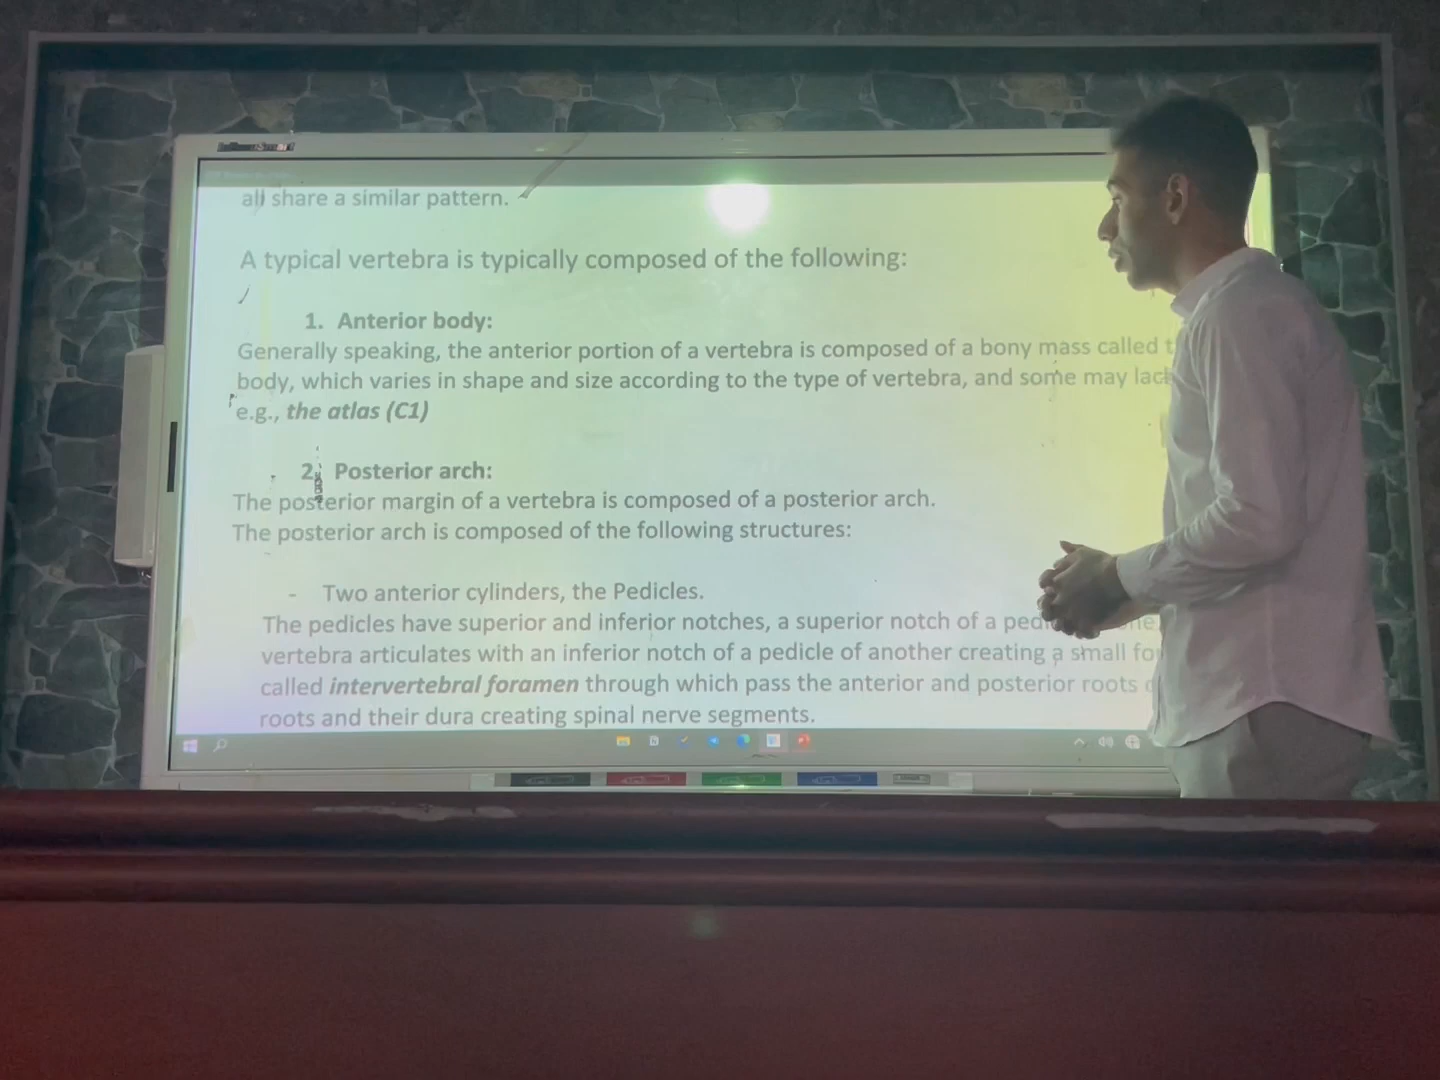 all share a similar pattern.
A typical vertebra is typically composed of the following:
1. Anterior body:
Generally speaking, the anterior portion of a vertebra is composed of a bony mass called
body, which varies in shape and size according to the type of vertebra, and some may lack
e.g., the atlas (C1)
2. Posterior arch:
The posterior margin of a vertebra is composed of a posterior arch.
The posterior arch is composed of the following structures:
- Two anterior cylinders, the Pedicles.
The pedicles have superior and inferior notches, a superior notch of a
vertebra articulates with an inferior notch of a pedicle of another creating a small
called intervertebral foramen through which pass the anterior and posterior roots
roots and their dura creating spinal nerve segments.